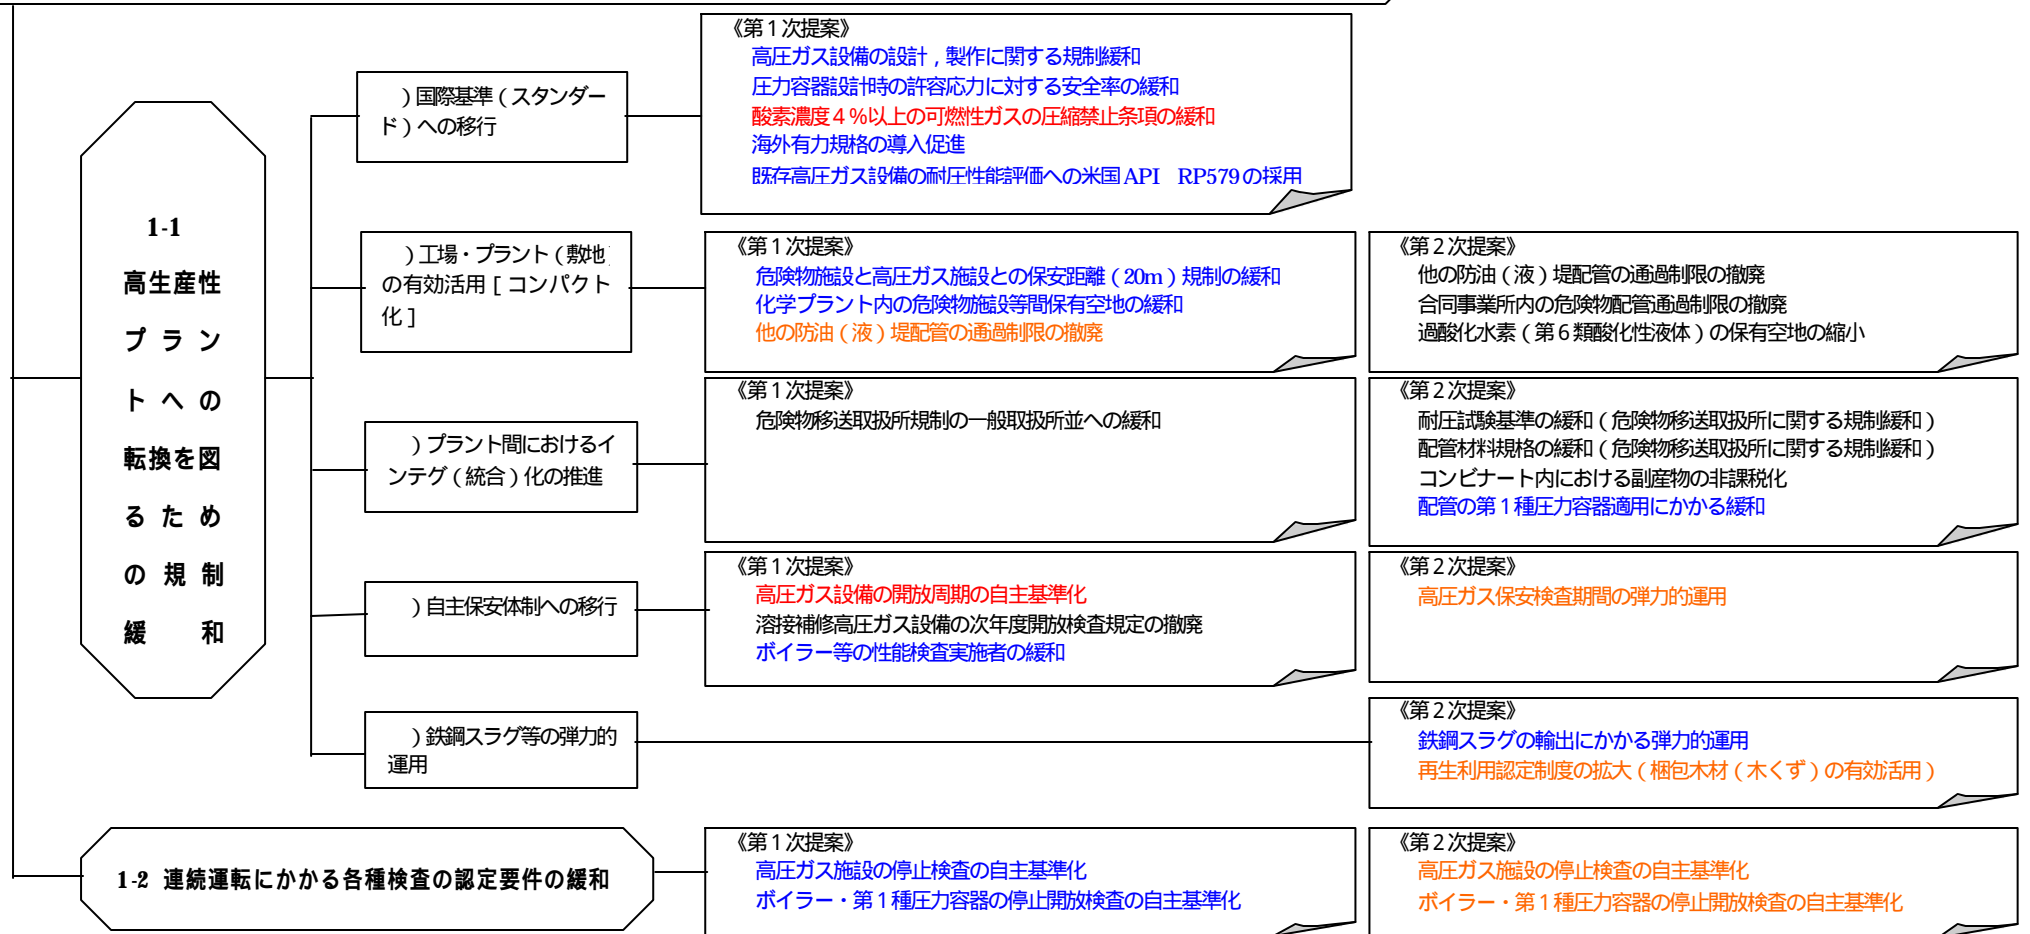 1-1
高生産性
プラン
トへの
転換を図
るため
の規制
緩和
）国際基準（スタンダー
ド）への移行
《第１次提案》
高圧ガス設備の設計，製作に関する規制緩和
圧力容器設計時の許容応力に対する安全率の緩和
酸素濃度４％以上の可燃性ガスの圧縮禁止条項の緩和
海外有力規格の導入促進
既存高圧ガス設備の耐圧性能評価への米国API RP579の採用
）工場・プラント（敷地
の有効活用［コンパクト
化］
《第１次提案》
危険物施設と高圧ガス施設との保安距離（20m）規制の緩和
化学プラント内の危険物施設等間保有空地の緩和
他の防油（液）堤配管の通過制限の撤廃
《第２次提案》
他の防油（液）堤配管の通過制限の撤廃
合同事業所内の危険物配管通過制限の撤廃
過酸化水素（第６類酸化性液体）の保有空地の縮小
）プラント間におけるイ
ンテグ（統合）化の推進
《第１次提案》
危険物移送取扱所規制の一般取扱所並への緩和
《第２次提案》
耐圧試験基準の緩和（危険物移送取扱所に関する規制緩和）
配管材料規格の緩和（危険物移送取扱所に関する規制緩和）
コンビナート内における副産物の非課税化
配管の第１種圧力容器適用にかかる緩和
）自主保安体制への移行
《第１次提案》
高圧ガス設備の開放周期の自主基準化
溶接補修高圧ガス設備の次年度開放検査規定の撤廃
ボイラー等の性能検査実施者の緩和
《第２次提案》
高圧ガス保安検査期間の弾力的運用
）鉄鋼スラグ等の弾力的
運用
《第２次提案》
鉄鋼スラグの輸出にかかる弾力的運用
再生利用認定制度の拡大（梱包木材（木くず）の有効活用）
1-2 連続運転にかかる各種検査の認定要件の緩和
《第１次提案》
高圧ガス施設の停止検査の自主基準化
ボイラー・第１種圧力容器の停止開放検査の自主基準化
《第２次提案》
高圧ガス施設の停止検査の自主基準化
ボイラー・第１種圧力容器の停止開放検査の自主基準化